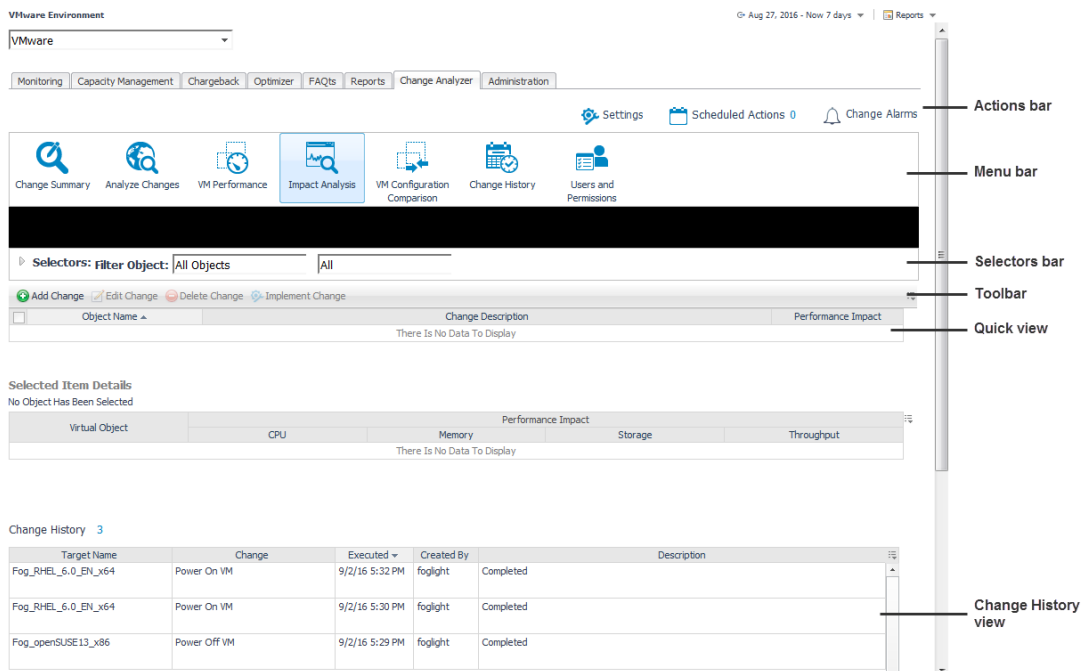 VMware Environment
Aug 27, 2016 - Now 7 days
Reports
VMware
Monitoring Capacity Management Chargeback Optimizer FAQts Reports Change Analyzer Administration
Settings Scheduled Actions 0 Change Alarms
Actions bar
Change Summary Analyze Changes VM Performance Impact Analysis VM Configuration Comparison Change History Users and Permissions
Menu bar
Selectors: Filter Object: All Objects All
Selectors bar
Add Change Edit Change Delete Change Implement Change
Toolbar
Object Name Change Description Performance Impact
There Is No Data To Display
Quick view
Selected Item Details
No Object Has Been Selected
Virtual Object Performance Impact
CPU Memory Storage Throughput
There Is No Data To Display
Change History 3
Target Name Change Executed Created By Description
Fog_RHEL_6.0_EN_x64 Power On VM 9/2/16 5:32 PM foglight Completed
Fog_RHEL_6.0_EN_x64 Power On VM 9/2/16 5:30 PM foglight Completed
Change History
view
Fog_openSUSE13_x86 Power Off VM 9/2/16 5:29 PM foglight Completed